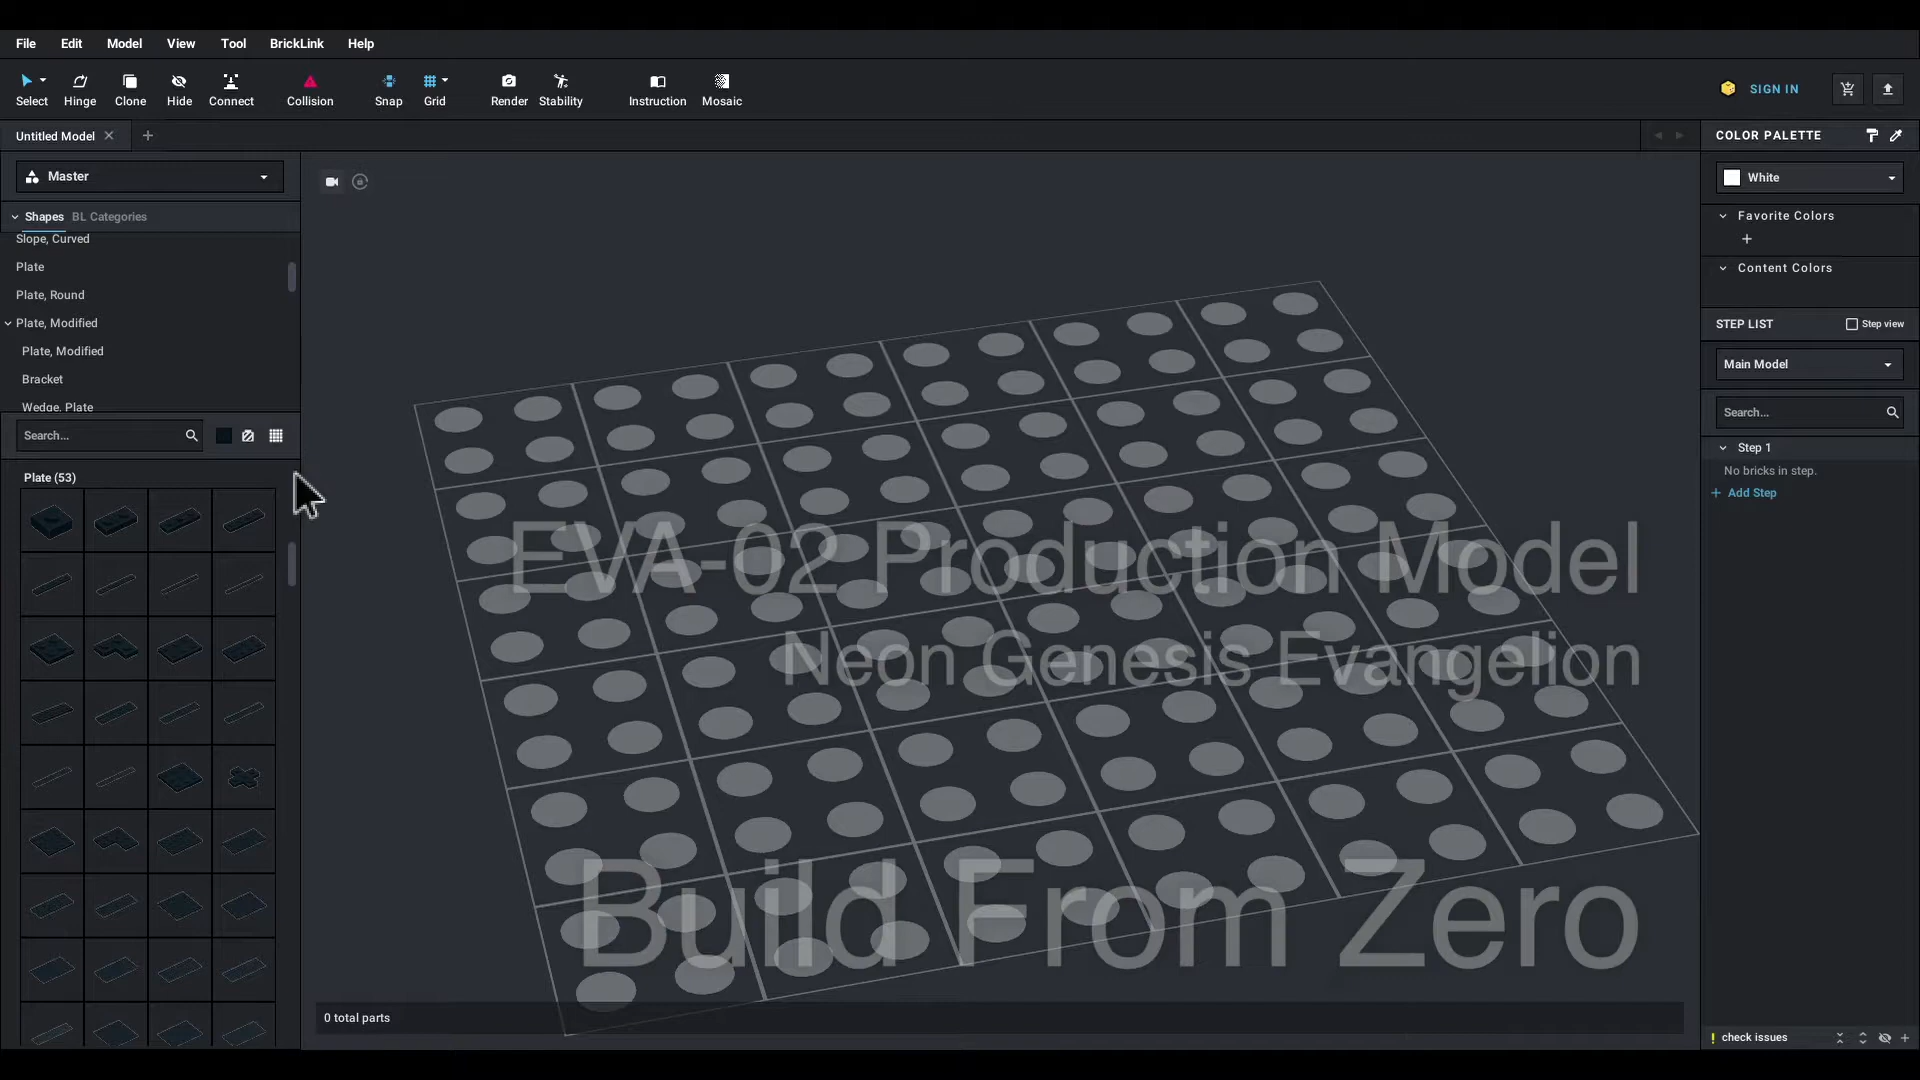 File Edit Model View Tool BrickLink Help
Select Hinge Clone Hide Connect Collision Snap Grid Render Stability Instruction Mosaic SIGN IN
Untitled Model
COLOR PALETTE
Master
White
Shapes BL Categories
Favorite Colors
Slope, Curved
Plate
Content Colors
Plate, Round
Plate, Modified
STEP LIST Step view
Plate, Modified
Main Model
Bracket
Wedge, Plate
Search...
Search...
Step 1
Plate (53)
No bricks in step.
Add Step
EVA-02 Production Model
Neon Genesis Evangelion
Build From Zero
0 total parts
check issues